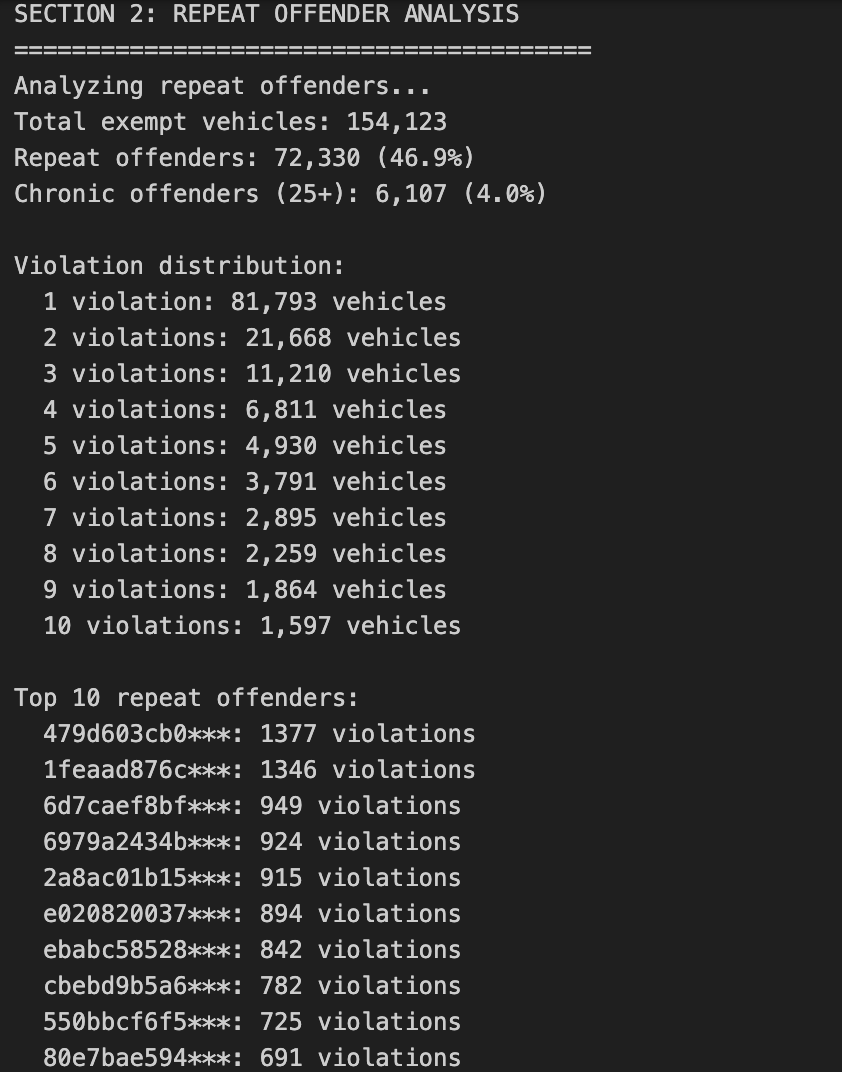 SECTION 2: REPEAT OFFENDER ANALYSIS
========================================
Analyzing repeat offenders...
Total exempt vehicles: 154,123
Repeat offenders: 72,330 (46.9%)
Chronic offenders (25+): 6,107 (4.0%)
Violation distribution:
1 violation: 81,793 vehicles
2 violations: 21,668 vehicles
3 violations: 11,210 vehicles
4 violations: 6,811 vehicles
5 violations: 4,930 vehicles
6 violations: 3,791 vehicles
7 violations: 2,895 vehicles
8 violations: 2,259 vehicles
9 violations: 1,864 vehicles
10 violations: 1,597 vehicles
Top 10 repeat offenders:
479d603cb0***: 1377 violations
1feaad876c***: 1346 violations
6d7caef8bf***: 949 violations
6979a2434b***: 924 violations
2a8ac01b15***: 915 violations
e020820037***: 894 violations
ebabc58528***: 842 violations
cbebd9b5a6***: 782 violations
550bbcf6f5***: 725 violations
80e7bae594***: 691 violations